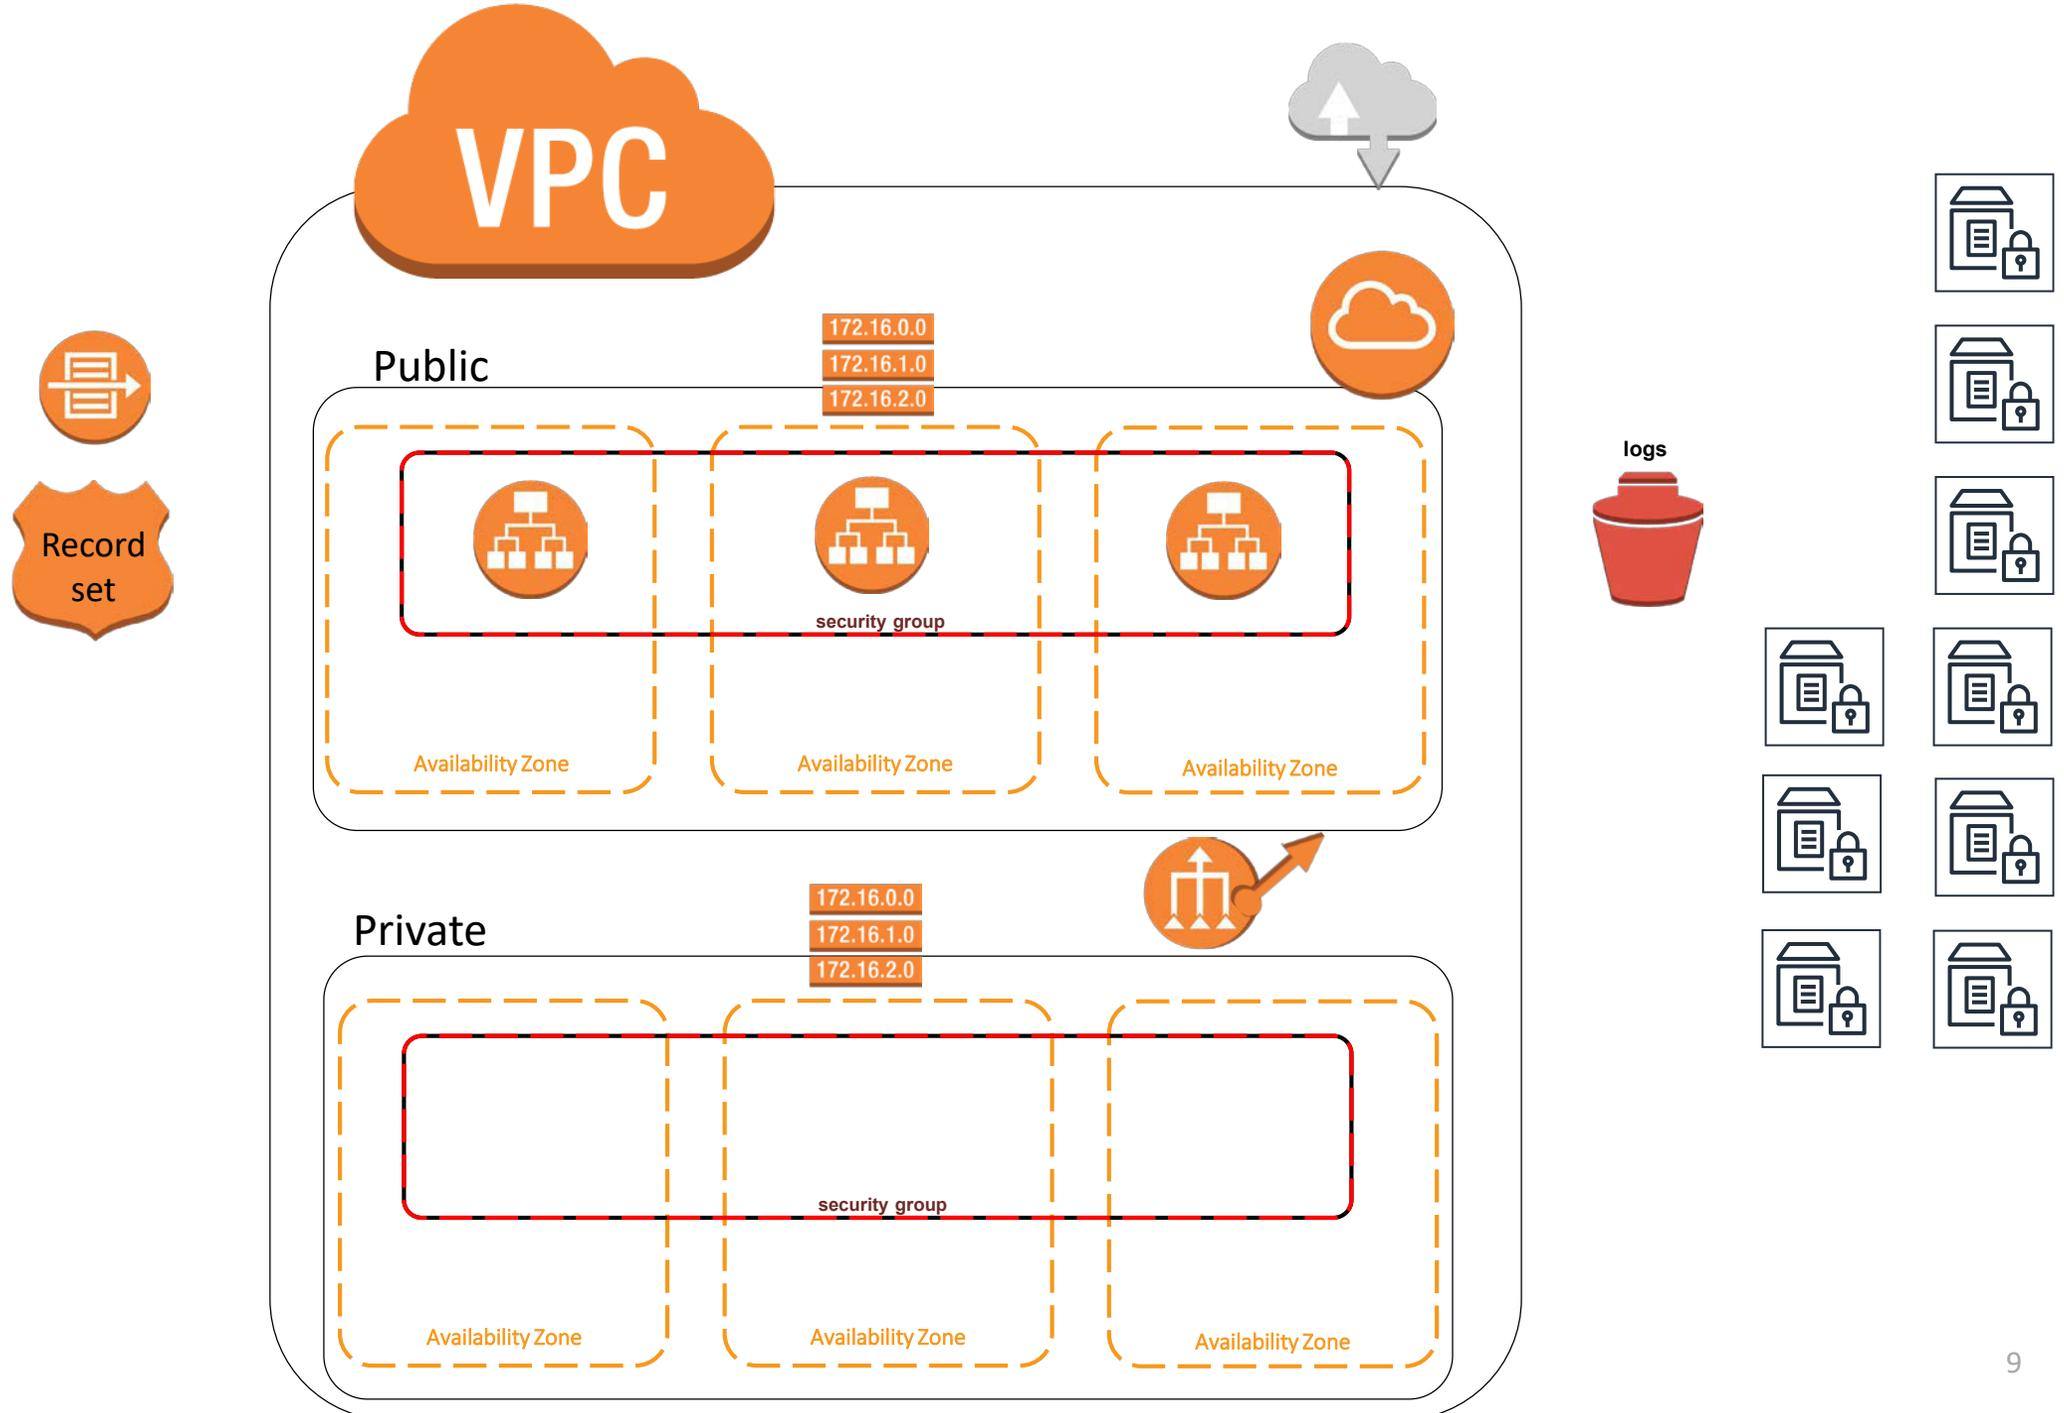 VPC
172.16.0.0
172.16.1.0
172.16.2.0
Public
logs
Record
set
security group
Availability Zone
Availability Zone
Availability Zone
172.16.0.0
172.16.1.0
172.16.2.0
Private
security group
Availability Zone
Availability Zone
Availability Zone
9